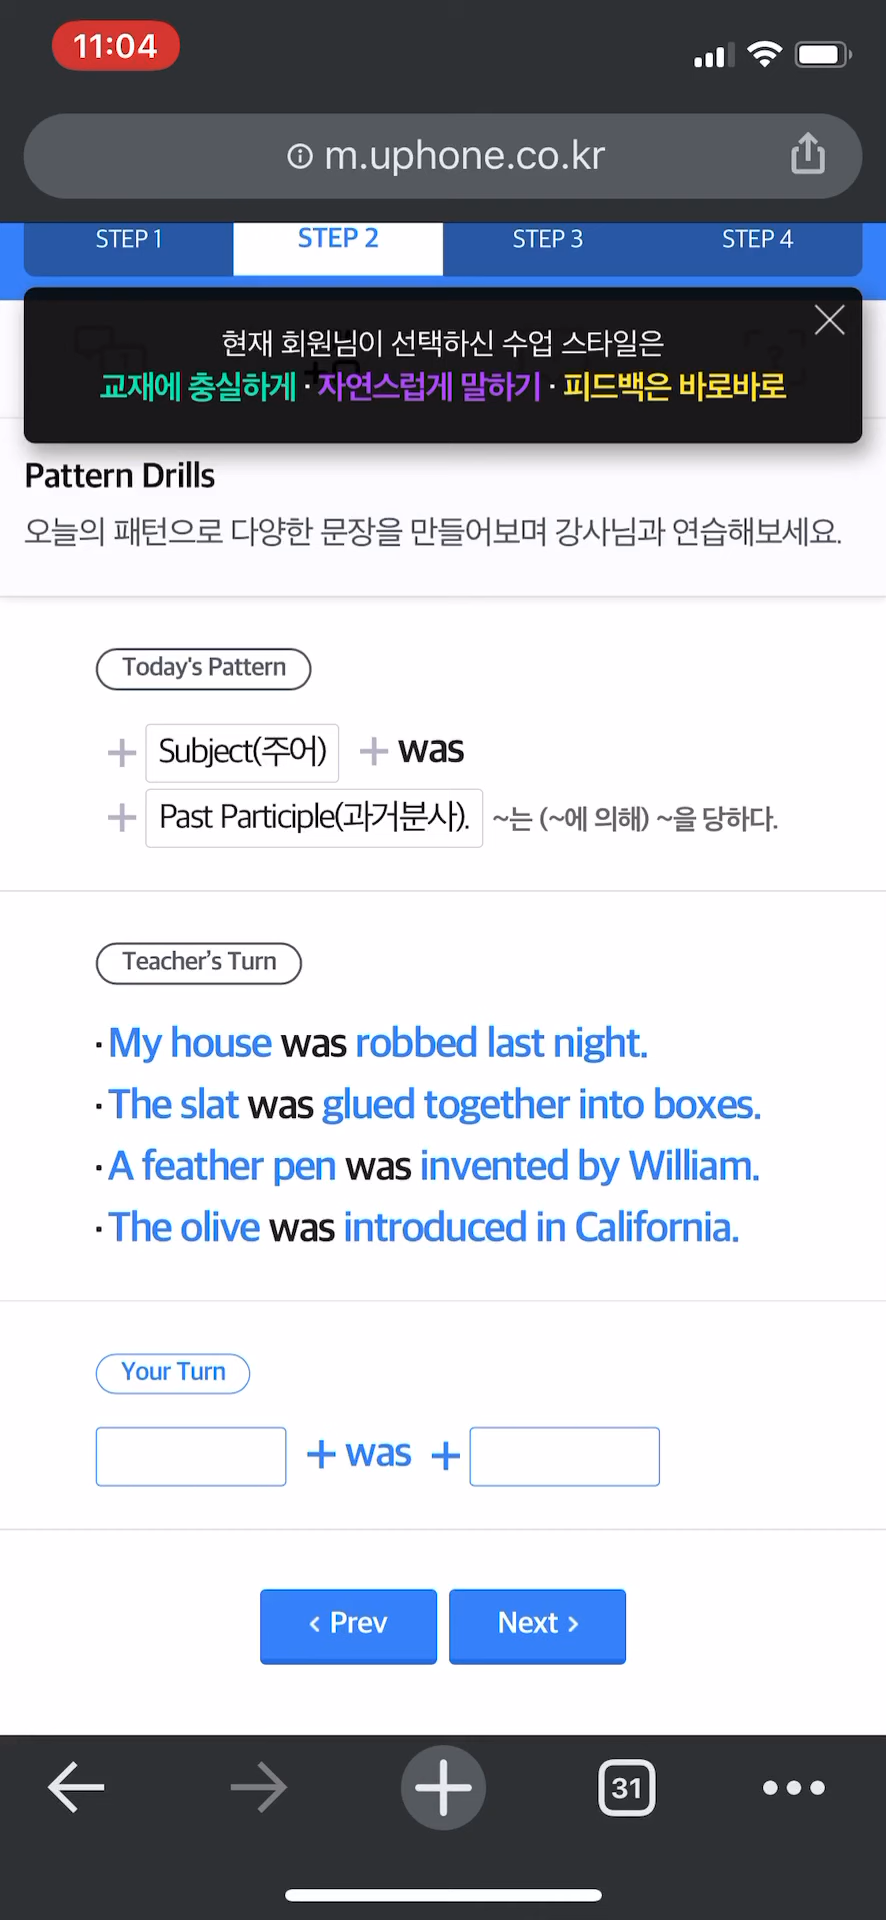 11:04
m.uphone.co.kr
STEP 1 STEP 2 STEP 3 STEP 4
현재 회원님이 선택하신 수업 스타일은
교재에 충실하게 · 자연스럽게 말하기 · 피드백은 바로바로
Pattern Drills
오늘의 패턴으로 다양한 문장을 만들어보며 강사님과 연습해보세요.
Today's Pattern
+ Subject(주어) + was
+ Past Participle(과거분사). ~는 (~에 의해) ~을 당하다.
Teacher’s Turn
· My house was robbed last night.
· The slat was glued together into boxes.
· A feather pen was invented by William.
· The olive was introduced in California.
Your Turn
+ was +
‹ Prev Next ›
31